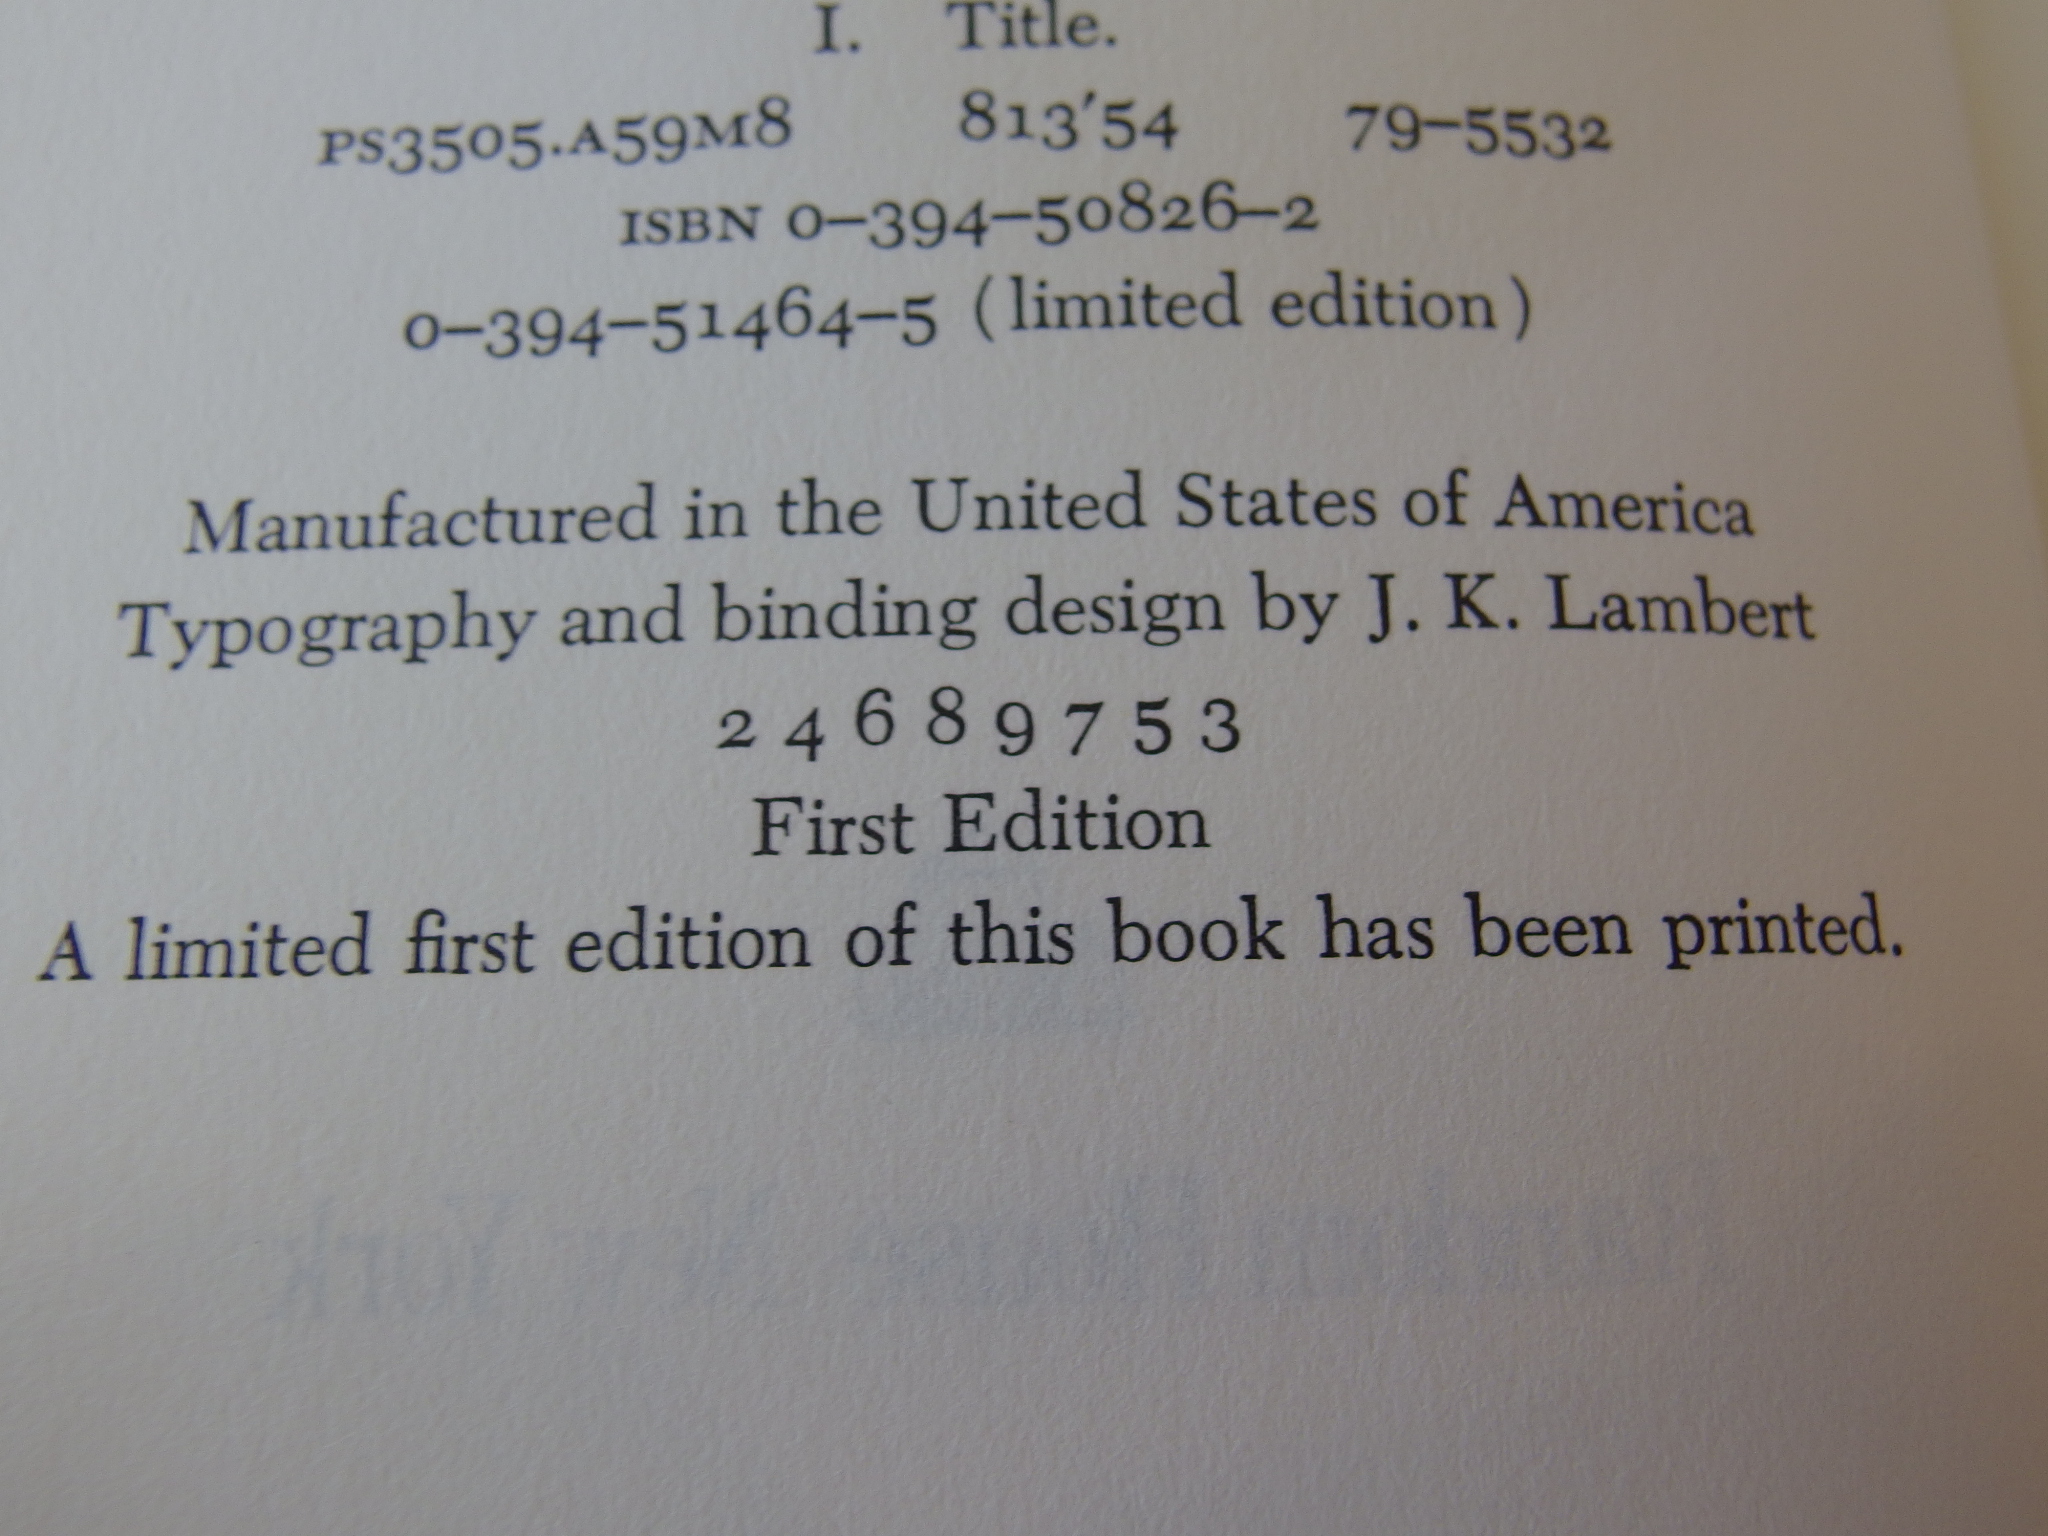 I. Title.
PS3505.A59M8 813'54 79–5532
ISBN 0–394–50826–2
0–394–51464–5 (limited edition)
Manufactured in the United States of America
Typography and binding design by J. K. Lambert
2 4 6 8 9 7 5 3
First Edition
A limited first edition of this book has been printed.